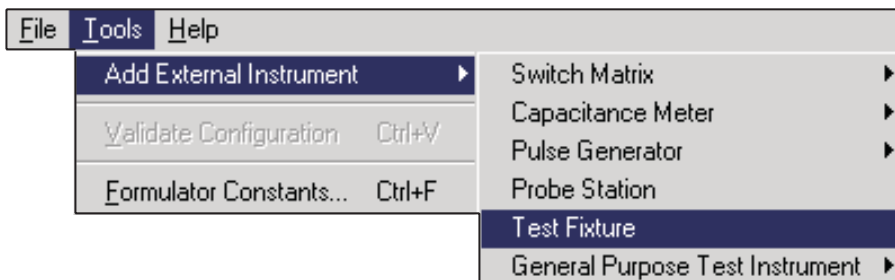 File Tools Help
Add External Instrument
Validate Configuration Ctrl+V
Formulator Constants... Ctrl+F
Switch Matrix
Capacitance Meter
Pulse Generator
Probe Station
Test Fixture
General Purpose Test Instrument